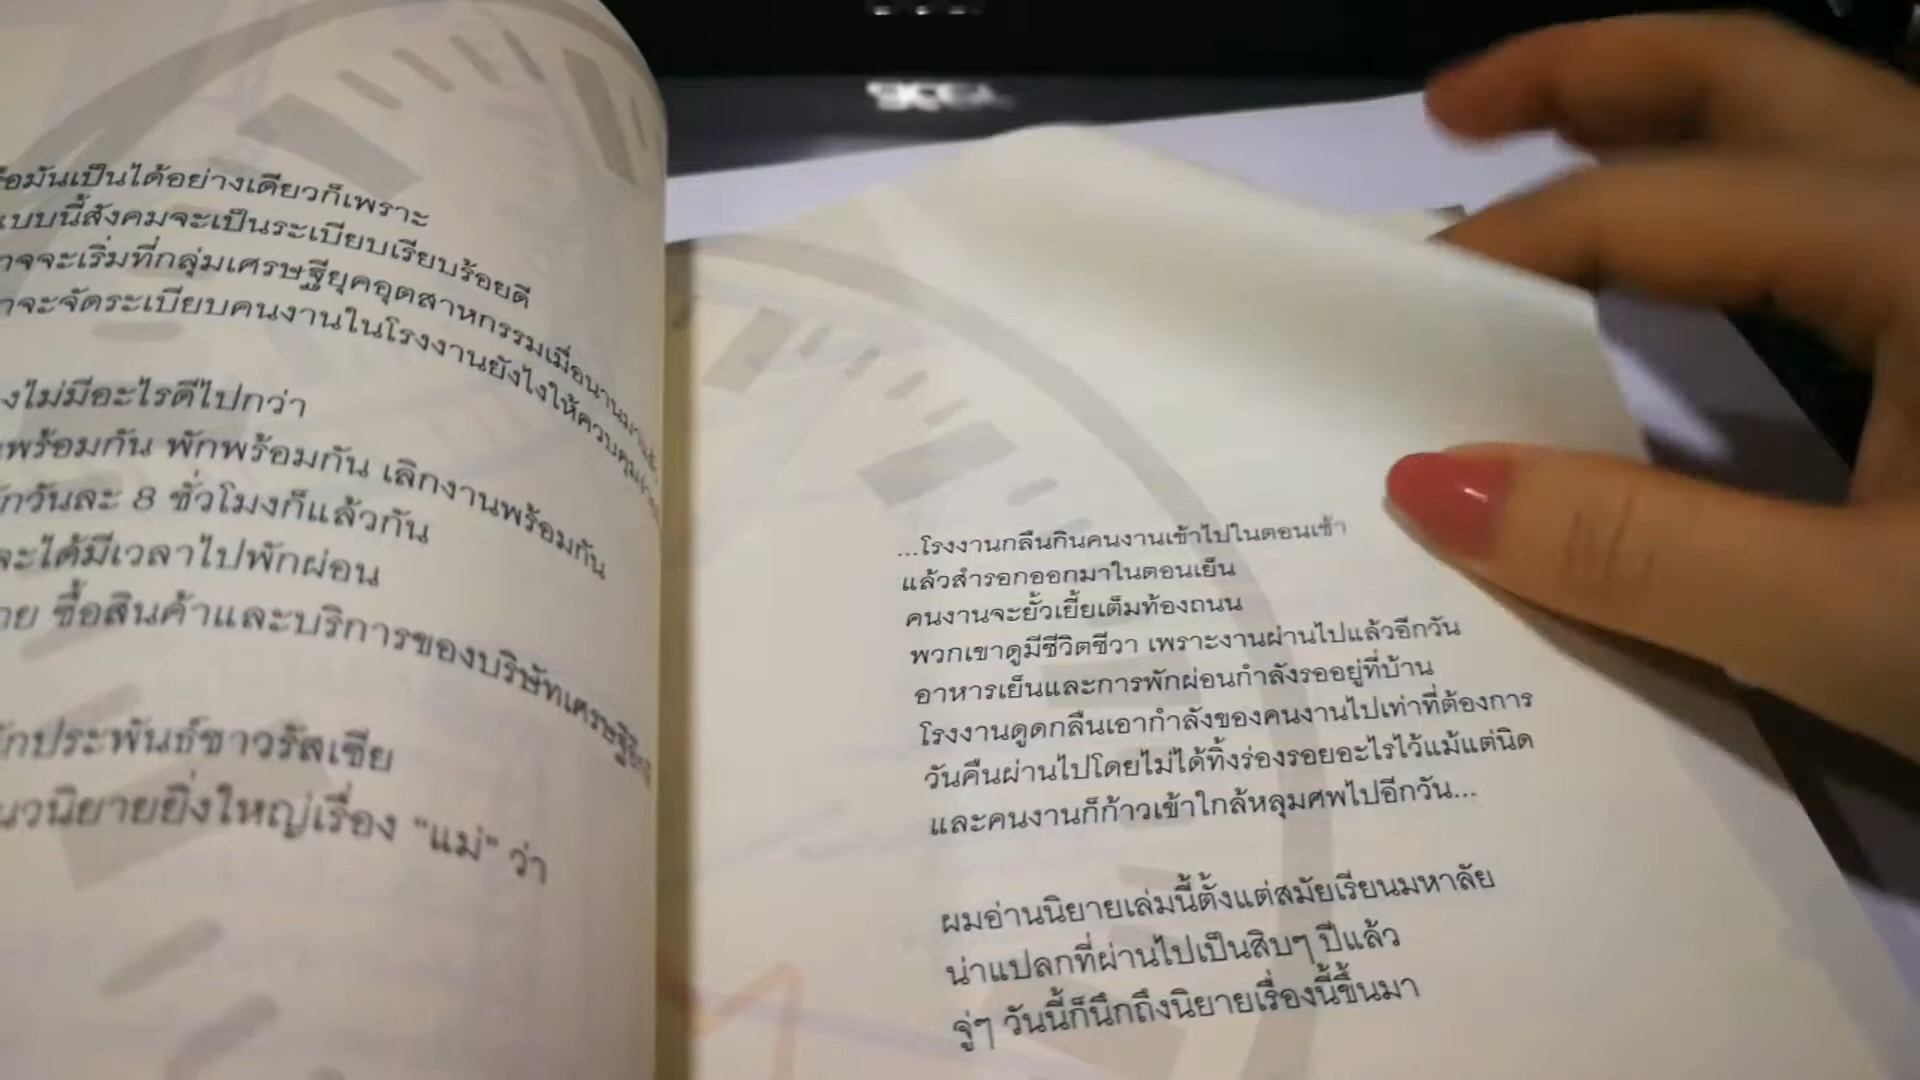 มันเป็นได้อย่างเดียวก็เพราะ
แบบนี้สังคมจะเป็นระเบียบเรียบร้อยดี
จะเริ่มที่กลุ่มเศรษฐียุคอุตสาหกรรมเมื่อนานมาแล้ว
จะจัดระเบียบคนงานในโรงงานยังไงให้ควบคุม
ไม่มีอะไรดีไปกว่า
พร้อมกัน พักพร้อมกัน เลิกงานพร้อมกัน
วันละ 8 ชั่วโมงก็แล้วกัน
จะได้มีเวลาไปพักผ่อน
ซื้อสินค้าและบริการของบริษัทเศรษฐีอีกที
นักประพันธ์ชาวรัสเซีย
นวนิยายยิ่งใหญ่เรื่อง "แม่" ว่า
...โรงงานกลืนกินคนงานเข้าไปในตอนเช้า
แล้วสำรอกออกมาในตอนเย็น
คนงานจะยั้วเยี้ยเต็มท้องถนน
พวกเขาดูมีชีวิตชีวา เพราะงานผ่านไปแล้วอีกวัน
อาหารเย็นและการพักผ่อนกำลังรออยู่ที่บ้าน
โรงงานดูดกลืนเอากำลังของคนงานไปเท่าที่ต้องการ
วันคืนผ่านไปโดยไม่ได้ทิ้งร่องรอยอะไรไว้แม้แต่นิด
และคนงานก็ก้าวเข้าใกล้หลุมศพไปอีกวัน...
ผมอ่านนิยายเล่มนี้ตั้งแต่สมัยเรียนมหาลัย
น่าแปลกที่ผ่านไปเป็นสิบๆ ปีแล้ว
จู่ๆ วันนี้ก็นึกถึงนิยายเรื่องนี้ขึ้นมา